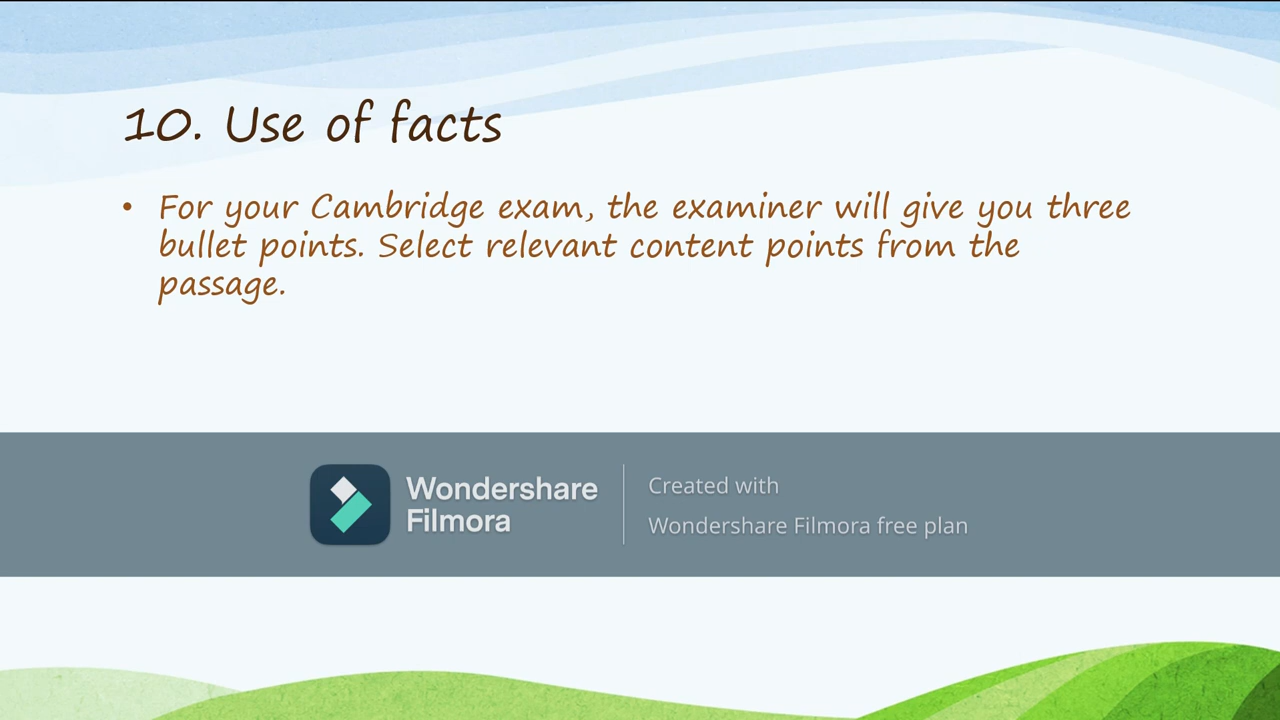 10. Use of facts
• For your Cambridge exam, the examiner will give you three
bullet points. Select relevant content points from the
passage.
Wondershare
Filmora
Created with
Wondershare Filmora free plan